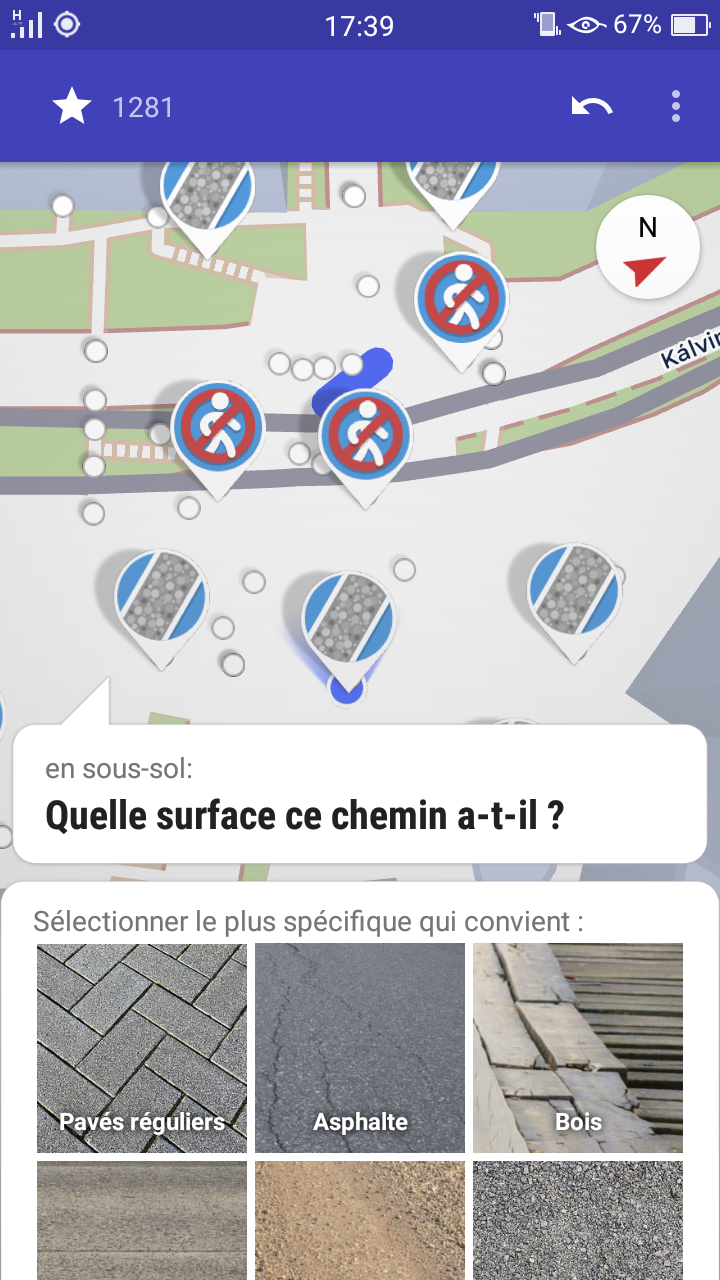 H
17:39
67%
1281
N
Kálvin
en sous-sol:
Quelle surface ce chemin a-t-il ?
Sélectionner le plus spécifique qui convient :
Pavés réguliers
Asphalte
Bois